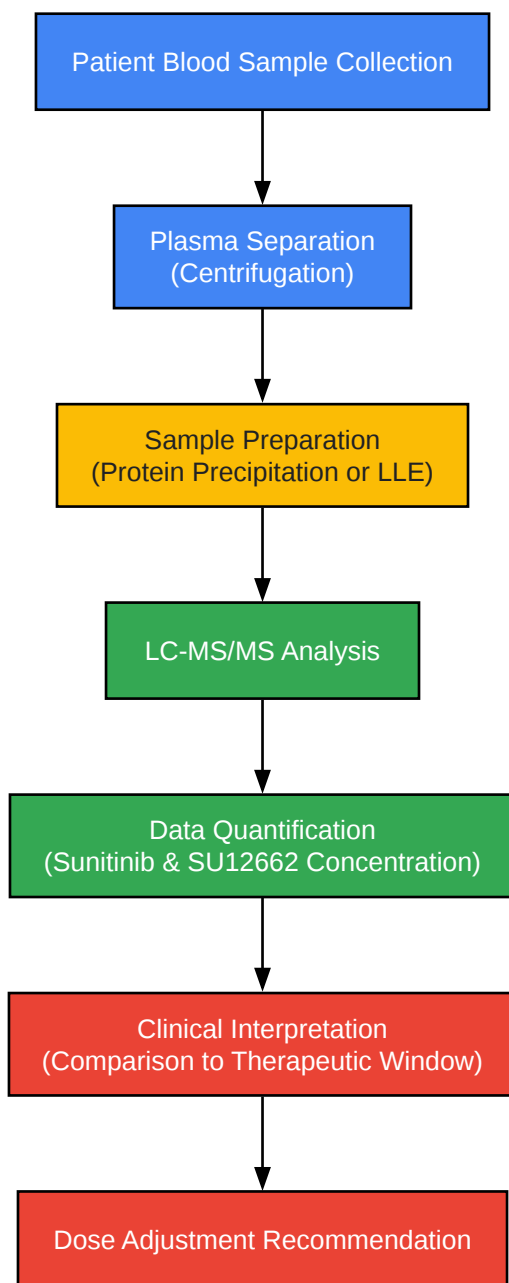 Patient Blood Sample Collection
Plasma Separation
(Centrifugation)
Sample Preparation
(Protein Precipitation or LLE)
LC-MS/MS Analysis
Data Quantification
(Sunitinib & SU12662 Concentration)
Clinical Interpretation
(Comparison to Therapeutic Window)
Dose Adjustment Recommendation